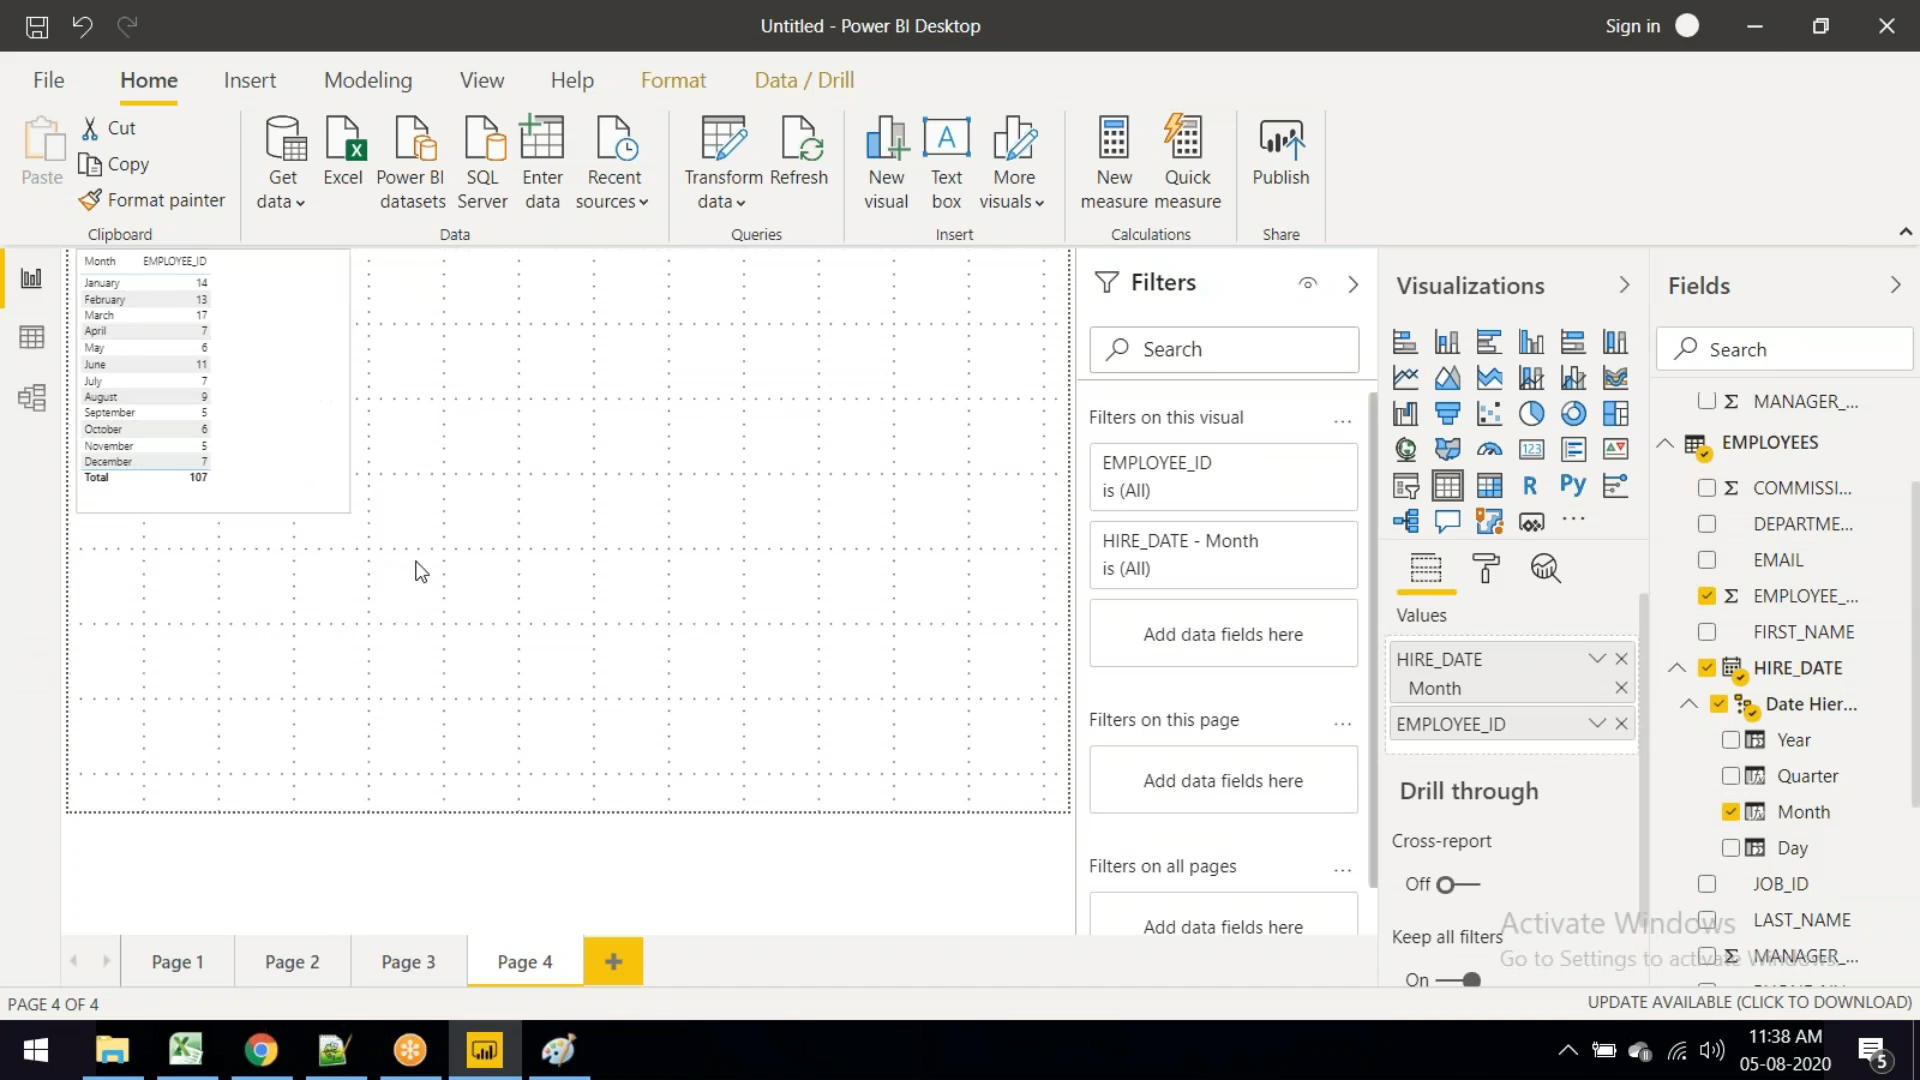 Untitled - Power BI Desktop
Sign in
File Home Insert Modeling View Help Format Data / Drill
Paste
Cut
Copy
Format painter
Clipboard
Get data
Excel
Power BI datasets
SQL Server
Enter data
Recent sources
Data
Transform data
Refresh
Queries
New visual
Text box
More visuals
Insert
New measure
Quick measure
Calculations
Publish
Share
Month EMPLOYEE_ID
January 14
February 13
March 17
April 7
May 6
June 11
July 7
August 9
September 5
October 6
November 5
December 7
Total 107
Filters
Search
Filters on this visual ...
EMPLOYEE_ID
is (All)
HIRE_DATE - Month
is (All)
Add data fields here
Filters on this page ...
Add data fields here
Filters on all pages ...
Add data fields here
Visualizations
123
R
Py
...
Values
HIRE_DATE
Month
EMPLOYEE_ID
Drill through
Cross-report
Off
Keep all filters
On
Fields
Search
MANAGER_...
EMPLOYEES
COMMISSI...
DEPARTME...
EMAIL
EMPLOYEE_...
FIRST_NAME
HIRE_DATE
Date Hier...
Year
Quarter
Month
Day
JOB_ID
LAST_NAME
MANAGER_...
Activate Windows
Go to Settings to activate Windows.
Page 1 Page 2 Page 3 Page 4
PAGE 4 OF 4
UPDATE AVAILABLE (CLICK TO DOWNLOAD)
11:38 AM
05-08-2020
5